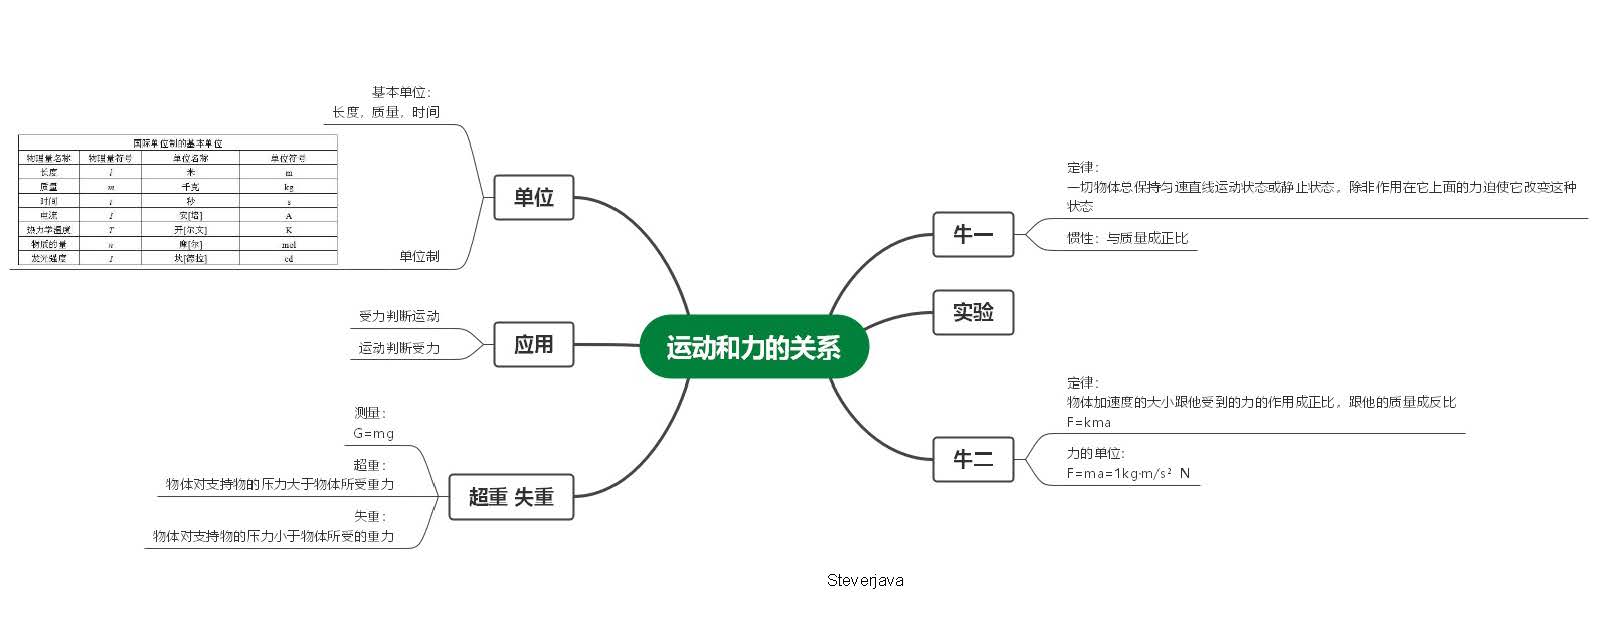 基本单位：
长度，质量，时间
国际单位制的基本单位
物理量名称 物理量符号 单位名称 单位符号
长度 l 米 m
质量 m 千克 kg
时间 t 秒 s
电流 I 安[培] A
热力学温度 T 开[尔文] K
物质的量 n 摩[尔] mol
发光强度 I 坎[德拉] cd
单位制
单位
受力判断运动
运动判断受力
应用
测量：
G=mg
超重：
物体对支持物的压力大于物体所受重力
失重：
物体对支持物的压力小于物体所受的重力
超重 失重
运动和力的关系
牛一
定律：
一切物体总保持匀速直线运动状态或静止状态，除非作用在它上面的力迫使它改变这种
状态
惯性：与质量成正比
实验
牛二
定律：
物体加速度的大小跟他受到的力的作用成正比，跟他的质量成反比
F=kma
力的单位：
F=ma=1kg·m/s² N
Steverjava